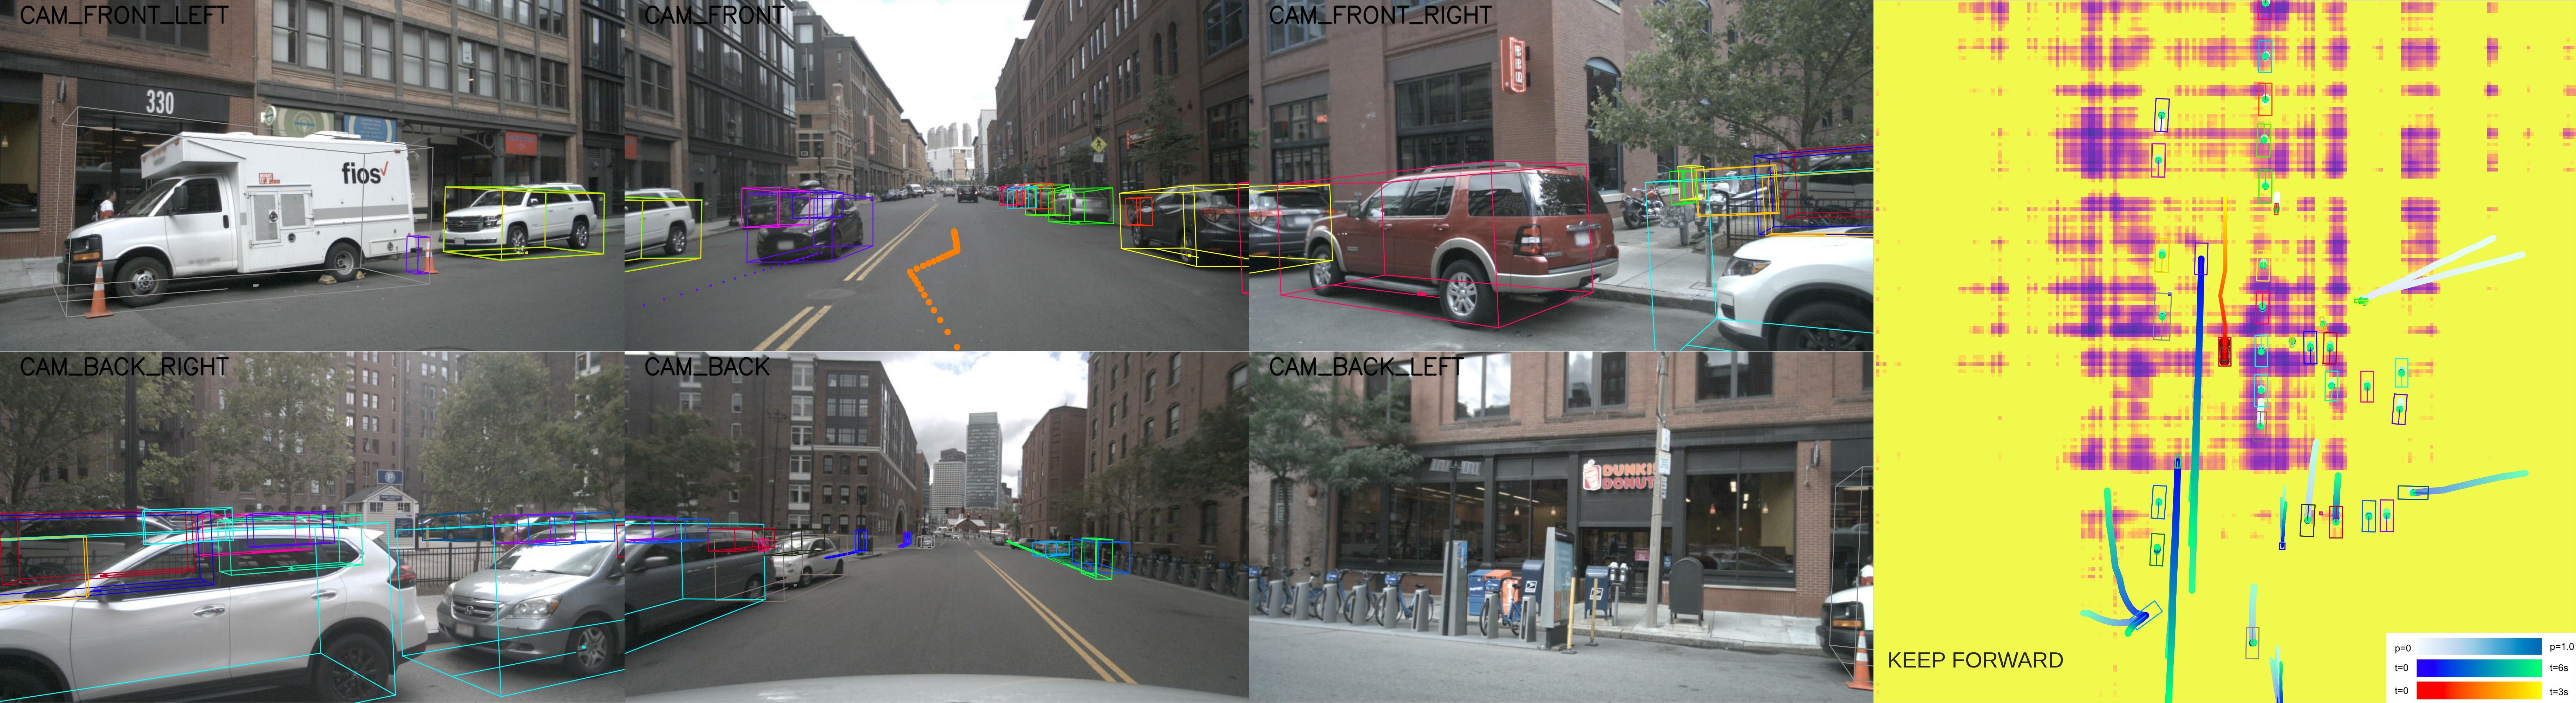 CAM_FRONT_LEFT
CAM_FRONT
CAM_FRONT_RIGHT
330
fios
BBQ
CAM_BACK_RIGHT
CAM_BACK
CAM_BACK_LEFT
P
DUNKIN'
DONUTS
KEEP FORWARD
p=0
p=1.0
t=0
t=6s
t=0
t=3s